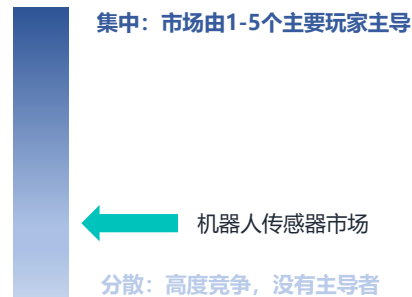 集中：市场由1-5个主要玩家主导
机器人传感器市场
分散：高度竞争，没有主导者